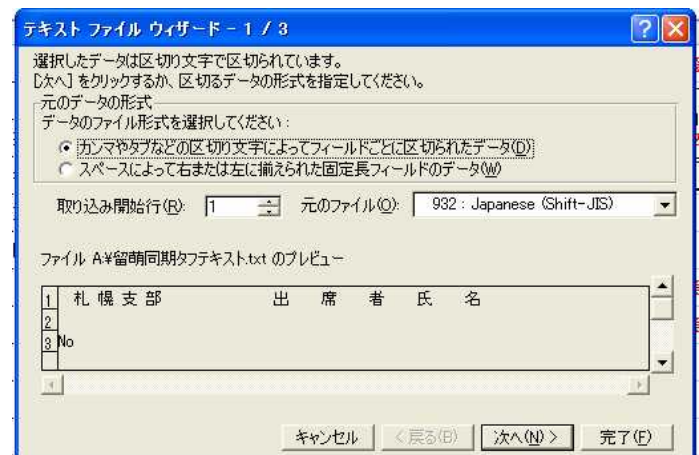 テキスト ファイル ウィザード - 1 / 3
選択したデータは区切り文字で区切られています。
[次へ] をクリックするか、区切るデータの形式を指定してください。
元のデータの形式
データのファイル形式を選択してください:
カンマやタブなどの区切り文字によってフィールドごとに区切られたデータ(D)
スペースによって右または左に揃えられた固定長フィールドのデータ(W)
取り込み開始行(R): 1 元のファイル(O): 932 : Japanese (Shift-JIS)
ファイル A:¥留萌同期タフテキスト.txt のプレビュー
1 札幌支部 出席者氏名
2
3 No
キャンセル < 戻る(B) 次へ(N) > 完了(F)